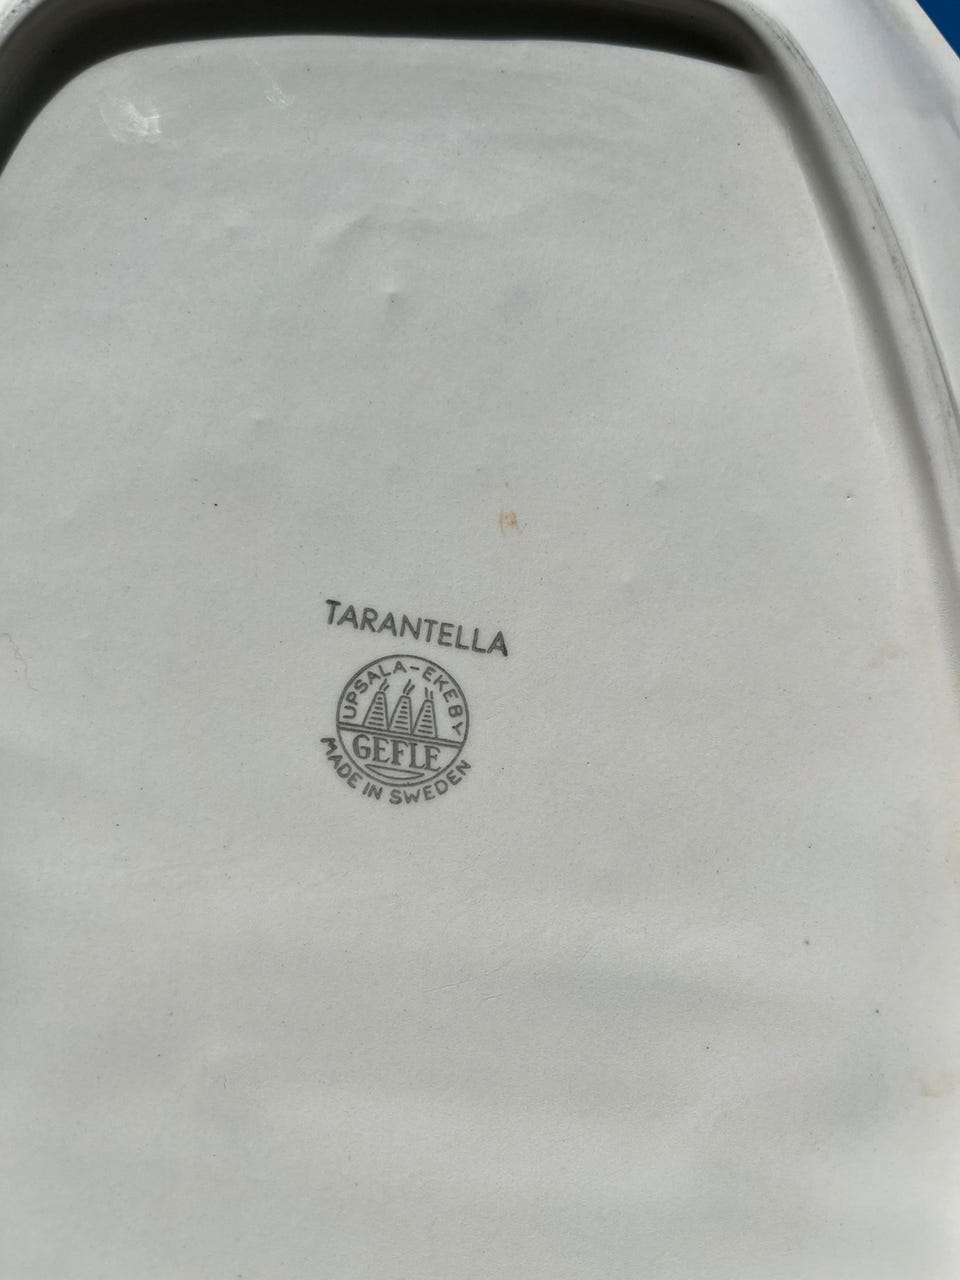 TARANTELLA
UPSALA-EKEBY
GEFLE
MADE IN SWEDEN